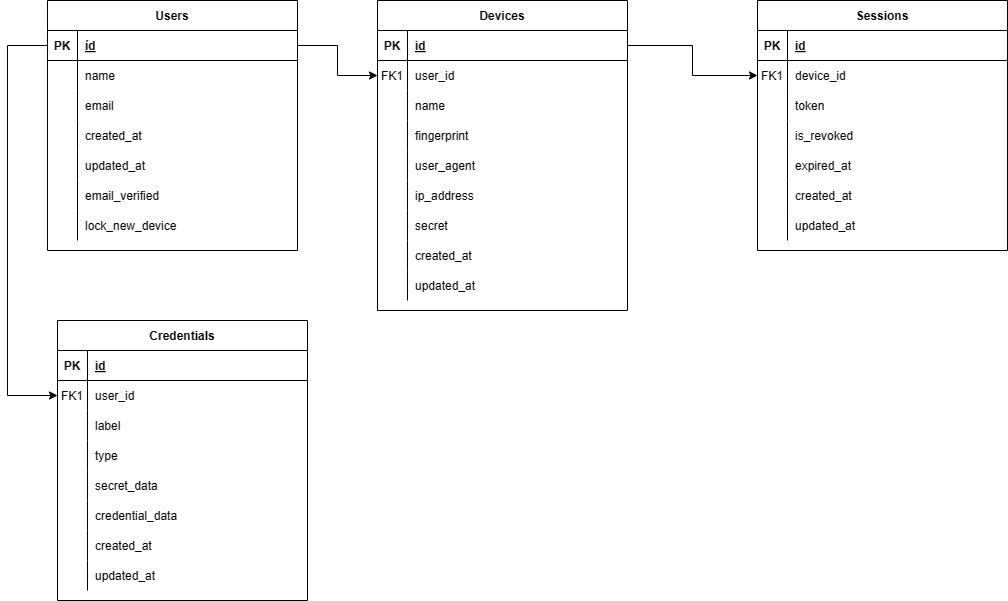 Users
PK íd
name
email
created_at
updated_at
email_verified
lock_new_device
Devices
PK id
FK1 user_id
name
fingerprint
user_agent
ip_address
secret
created_at
updated_at
Sessions
PK id
FK1 device_id
token
is_revoked
expired_at
created_at
updated_at
Credentials
PK id
FK1 user_id
label
type
secret_data
credential_data
created_at
updated_at